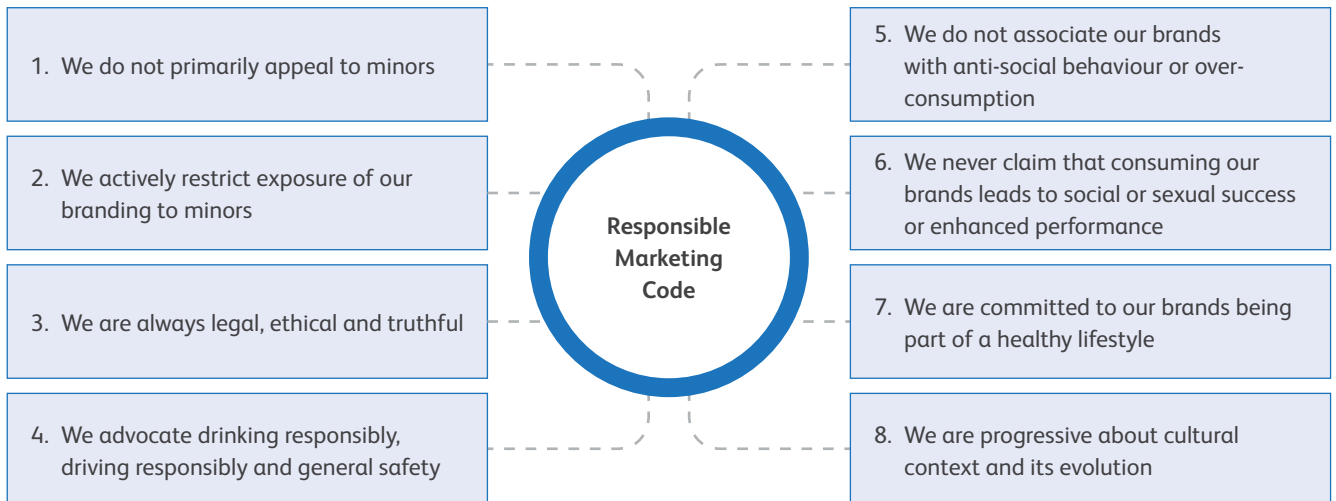 1. We do not primarily appeal to minors
2. We actively restrict exposure of our
branding to minors
3. We are always legal, ethical and truthful
4. We advocate drinking responsibly,
driving responsibly and general safety
Responsible
Marketing
Code
5. We do not associate our brands
with anti-social behaviour or over-
consumption
6. We never claim that consuming our
brands leads to social or sexual success
or enhanced performance
7. We are committed to our brands being
part of a healthy lifestyle
8. We are progressive about cultural
context and its evolution